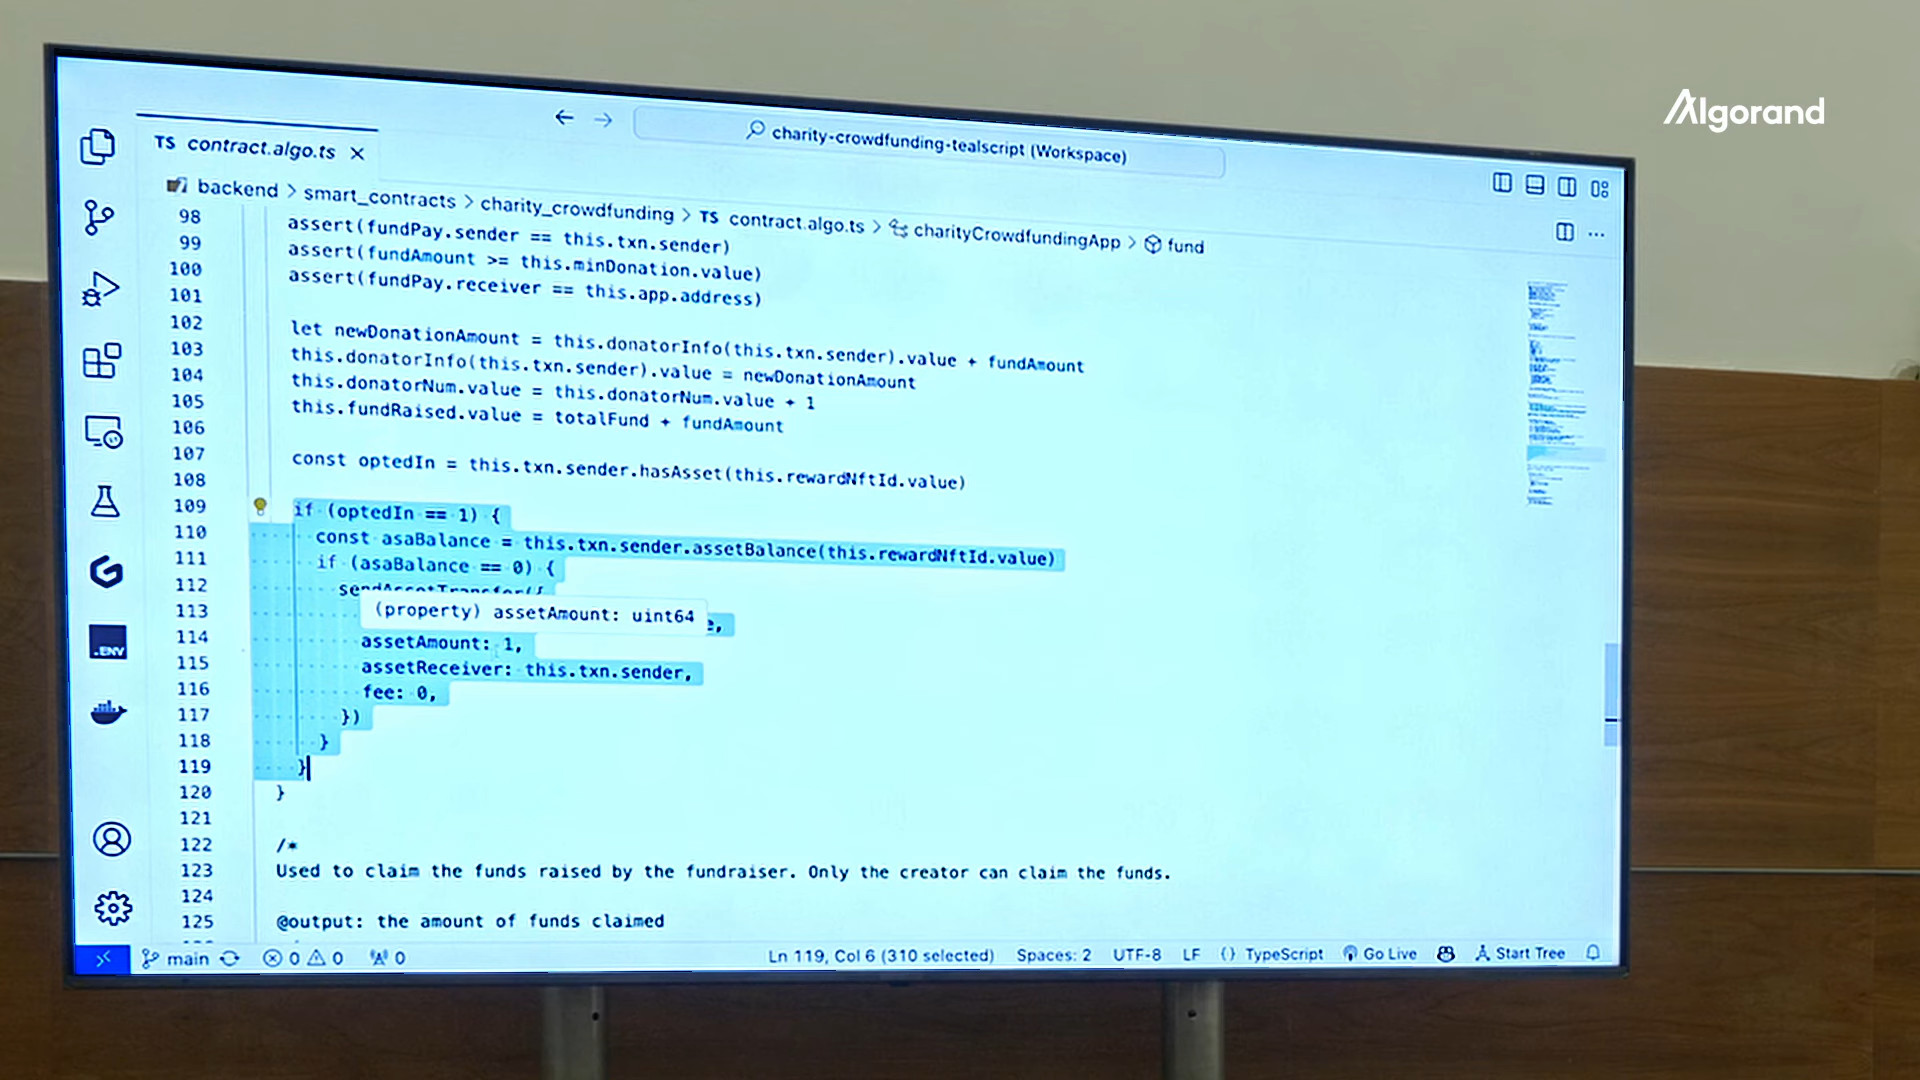 Algorand
charity-crowdfunding-tealscript (Workspace)
TS contract.algo.ts
backend > smart_contracts > charity_crowdfunding > TS contract.algo.ts > charityCrowdfundingApp > fund
98 assert(fundPay.sender == this.txn.sender)
99 assert(fundAmount >= this.minDonation.value)
100 assert(fundPay.receiver == this.app.address)
101
102 let newDonationAmount = this.donatorInfo(this.txn.sender).value + fundAmount
103 this.donatorInfo(this.txn.sender).value = newDonationAmount
104 this.donatorNum.value = this.donatorNum.value + 1
105 this.fundRaised.value = totalFund + fundAmount
106
107 const optedIn = this.txn.sender.hasAsset(this.rewardNftId.value)
108
109 if (optedIn == 1) {
110 const asaBalance = this.txn.sender.assetBalance(this.rewardNftId.value)
111 if (asaBalance == 0) {
112 sendAssetTransfer({
(property) assetAmount: uint64
113 e,
114 assetAmount: 1,
115 assetReceiver: this.txn.sender,
116 fee: 0,
117 })
118 }
119 }
120 }
121
122 /*
123 Used to claim the funds raised by the fundraiser. Only the creator can claim the funds.
124
125 @output: the amount of funds claimed
.ENV
main 0 0 0 Ln 119, Col 6 (310 selected) Spaces: 2 UTF-8 LF {} TypeScript Go Live Start Tree